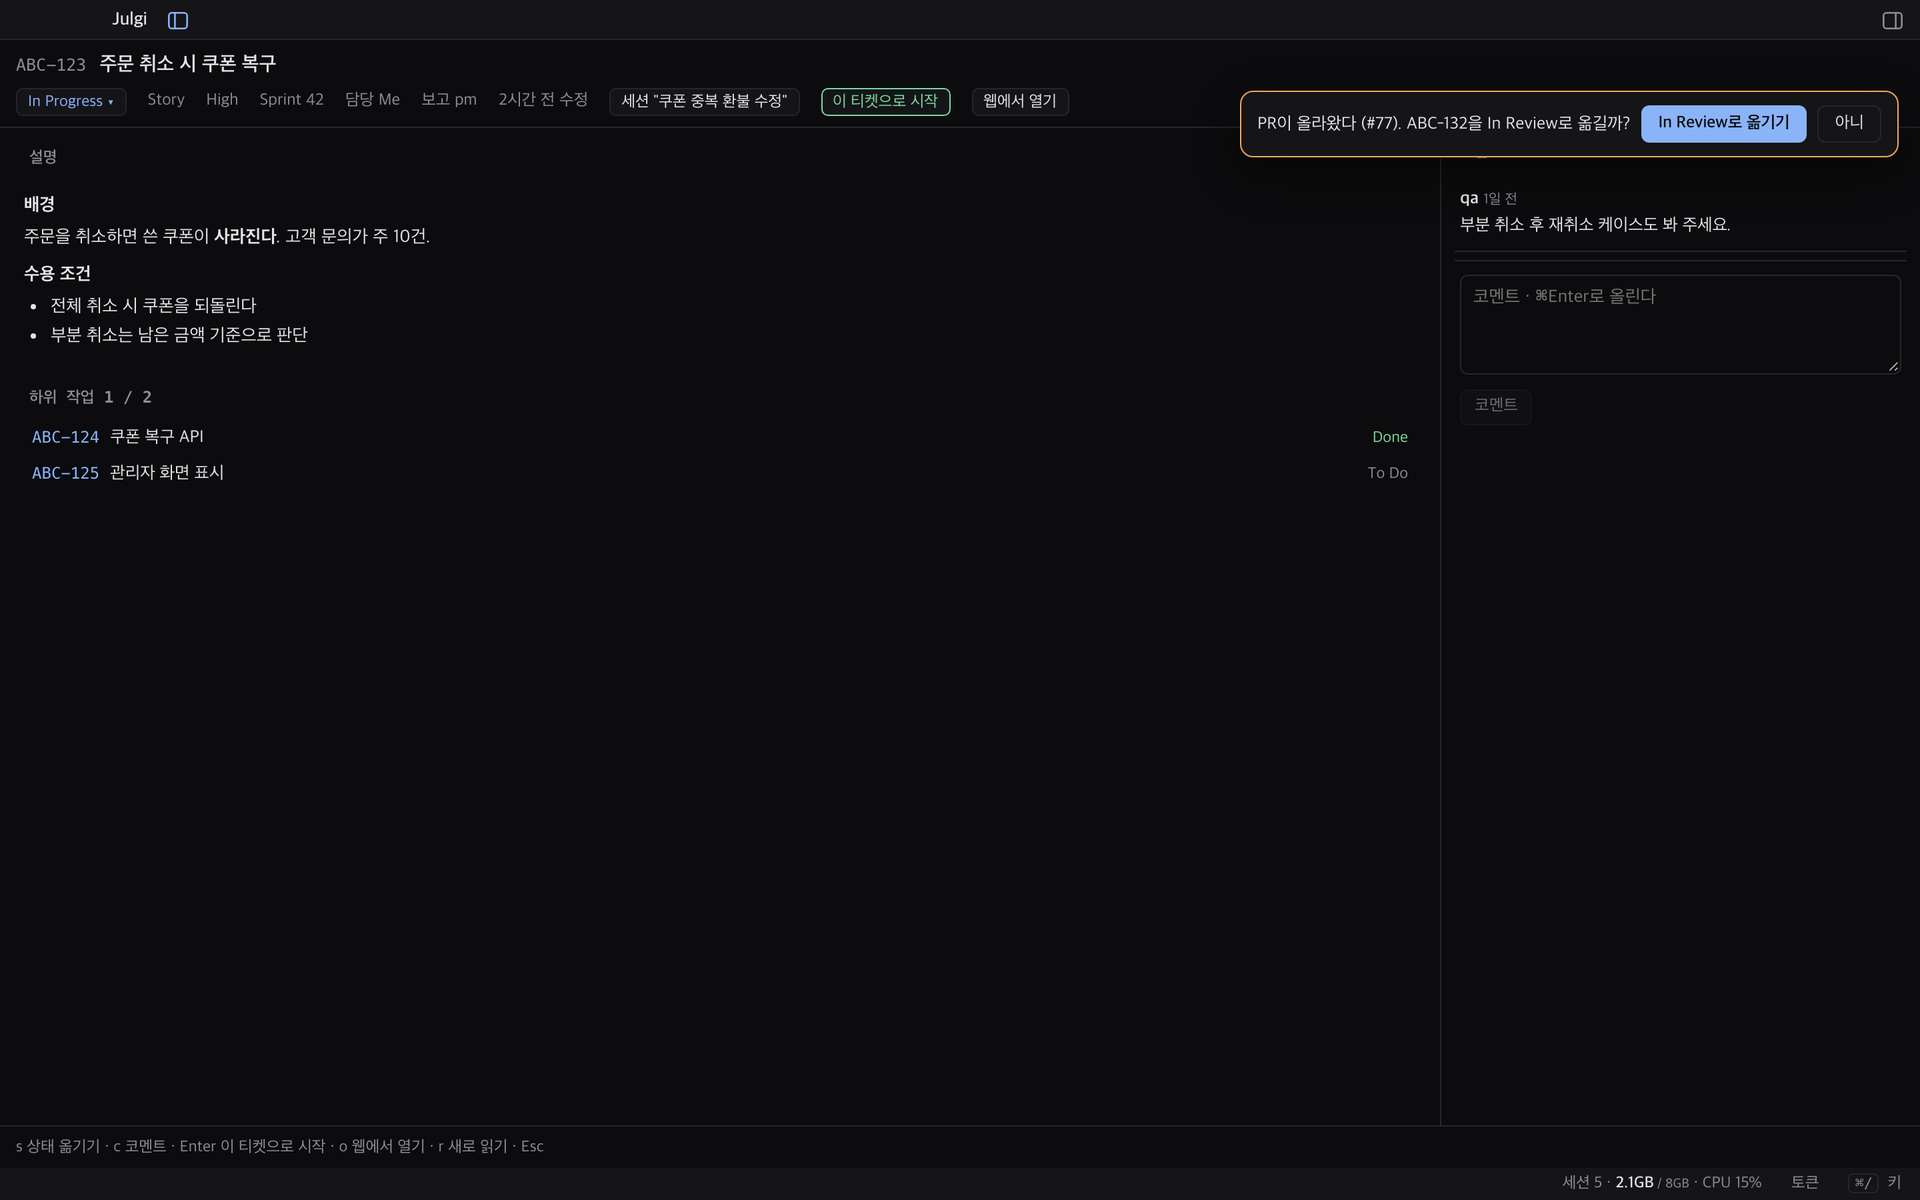 Julgi
ABC-123 주문 취소 시 쿠폰 복구
In Progress ▾ Story High Sprint 42 담당 Me 보고 pm 2시간 전 수정 세션 "쿠폰 중복 환불 수정" 이 티켓으로 시작 웹에서 열기
PR이 올라왔다 (#77). ABC-132을 In Review로 옮길까? In Review로 옮기기 아니
설명
배경
주문을 취소하면 쓴 쿠폰이 사라진다. 고객 문의가 주 10건.
수용 조건
• 전체 취소 시 쿠폰을 되돌린다
• 부분 취소는 남은 금액 기준으로 판단
하위 작업 1 / 2
ABC-124 쿠폰 복구 API Done
ABC-125 관리자 화면 표시 To Do
qa 1일 전
부분 취소 후 재취소 케이스도 봐 주세요.
코멘트 · ⌘Enter로 올린다
코멘트
s 상태 옮기기 · c 코멘트 · Enter 이 티켓으로 시작 · o 웹에서 열기 · r 새로 읽기 · Esc
세션 5 · 2.1GB / 8GB · CPU 15% 토큰 ⌘/ 키